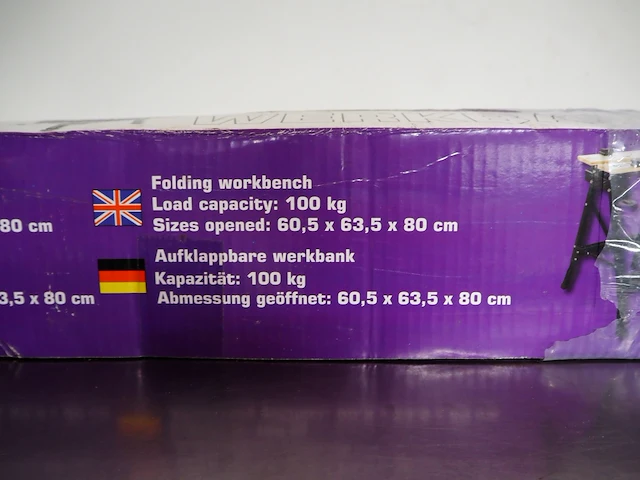 80 cm
3,5 x 80 cm
Folding workbench
Load capacity: 100 kg
Sizes opened: 60,5 x 63,5 x 80 cm
Aufklappbare werkbank
Kapazität: 100 kg
Abmessung geöffnet: 60,5 x 63,5 x 80 cm